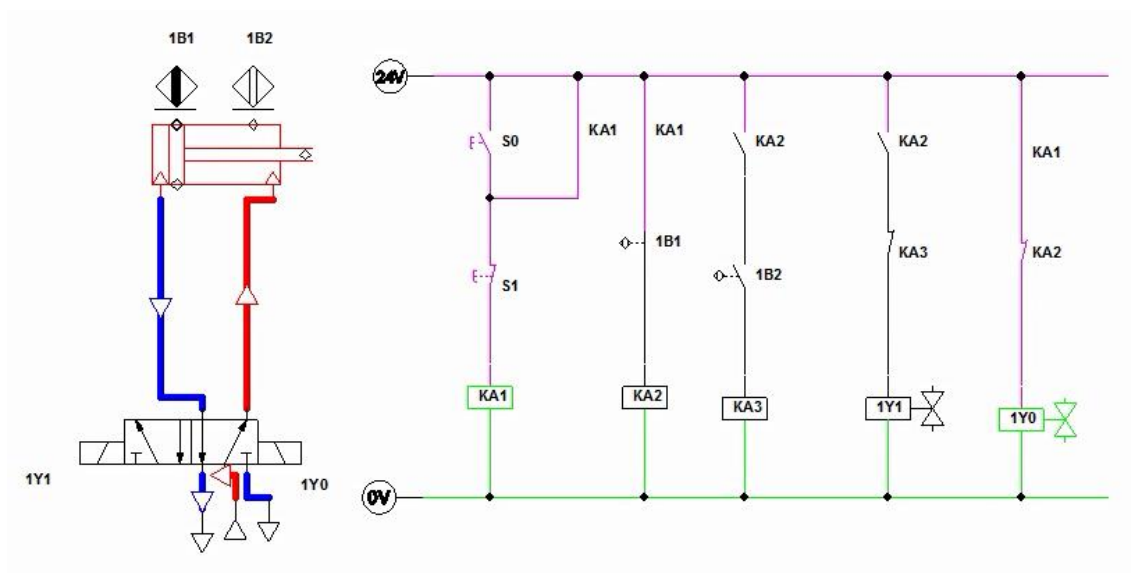 1B1 1B2
24V
S0 KA1 KA1 KA2 KA2 KA1
1B1 KA3 KA2
S1 1B2
KA1 KA2 KA3 1Y1 1Y0
1Y1 1Y0
0V